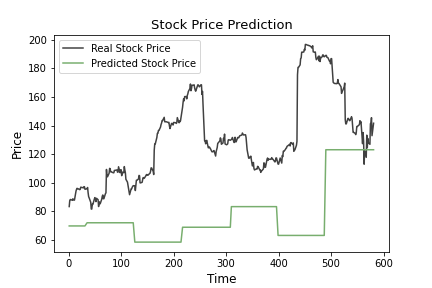 Stock Price Prediction
Real Stock Price
Predicted Stock Price
200
180
160
140
120
100
80
60
Price
0 100 200 300 400 500 600
Time